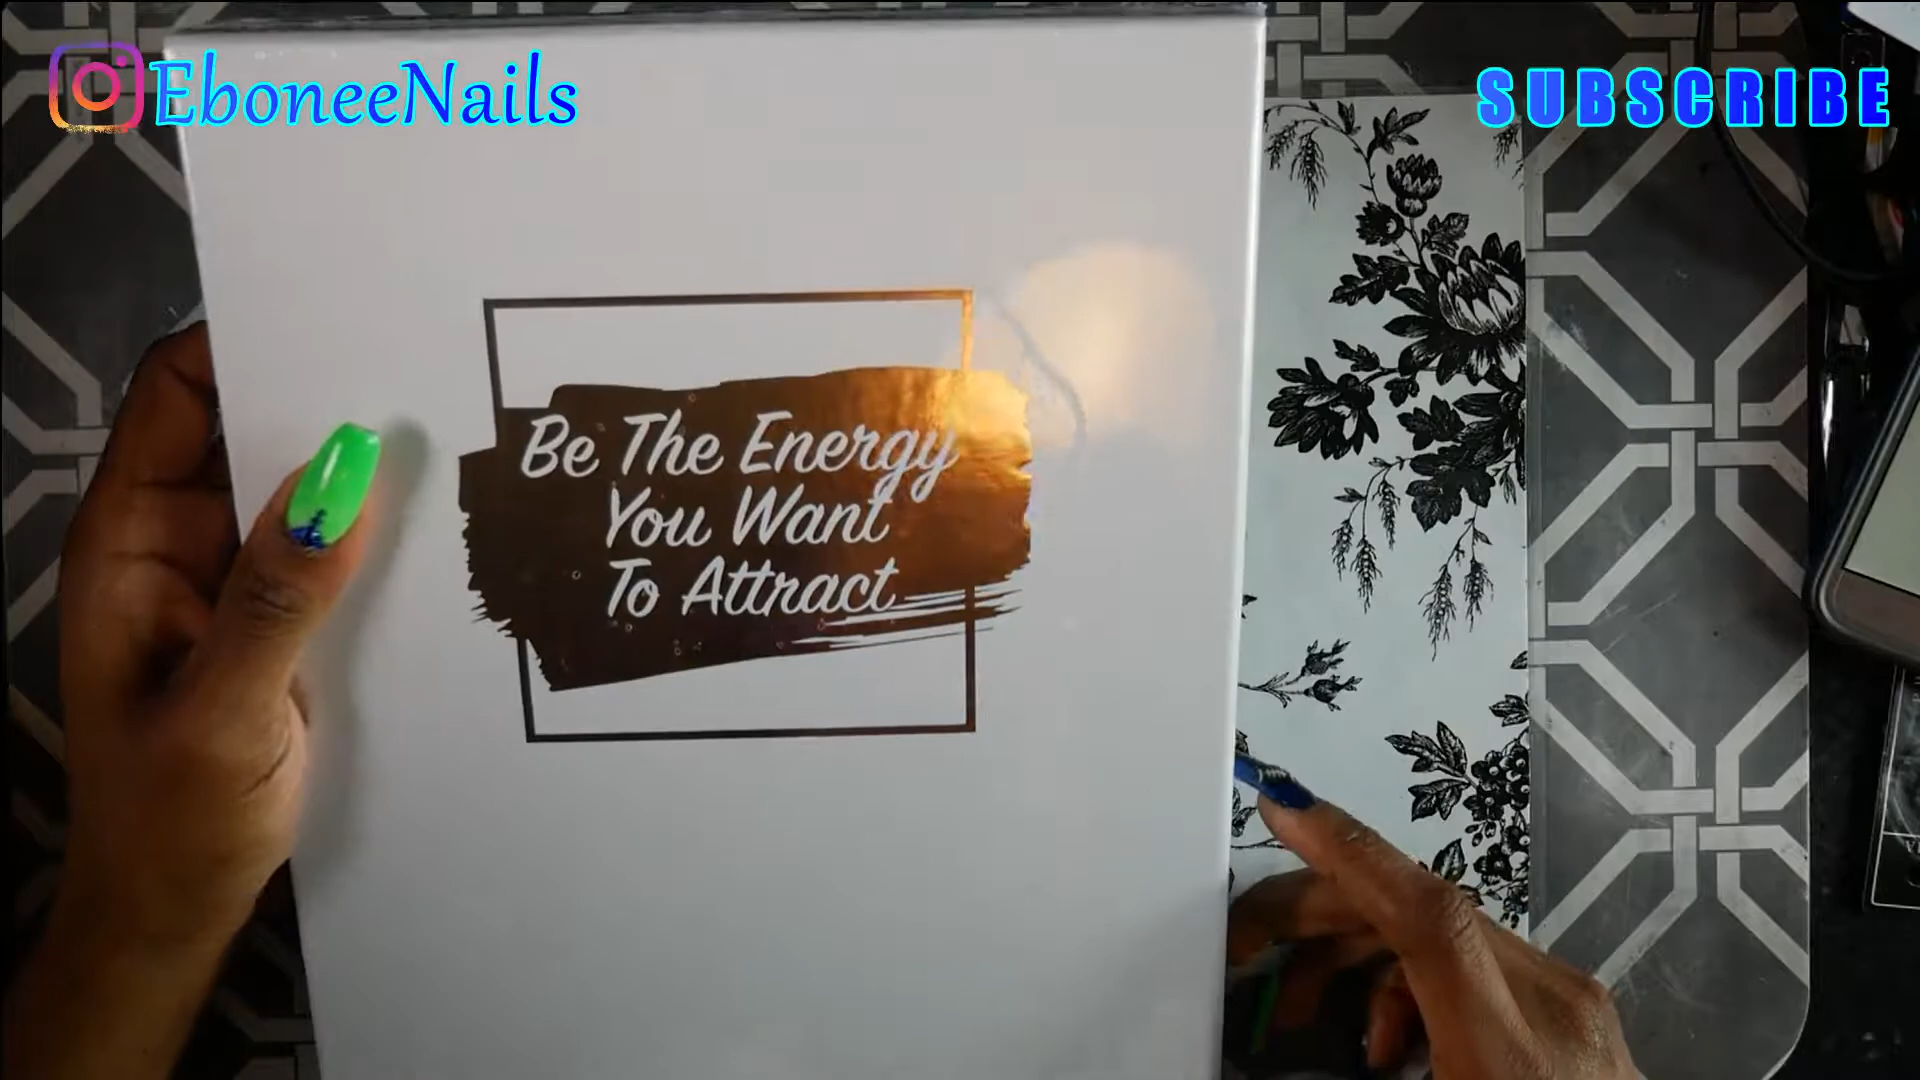 EboneeNails
SUBSCRIBE
Be The Energy
You Want
To Attract